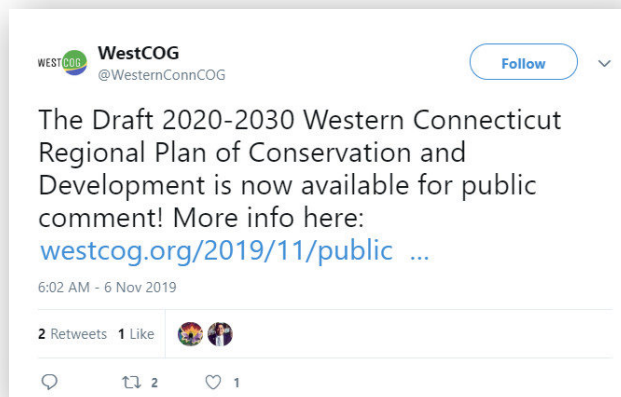 WESTCOG
WestCOG
@WesternConnCOG
Follow
The Draft 2020-2030 Western Connecticut
Regional Plan of Conservation and
Development is now available for public
comment! More info here:
westcog.org/2019/11/public ...
6:02 AM - 6 Nov 2019
2 Retweets 1 Like
2 1